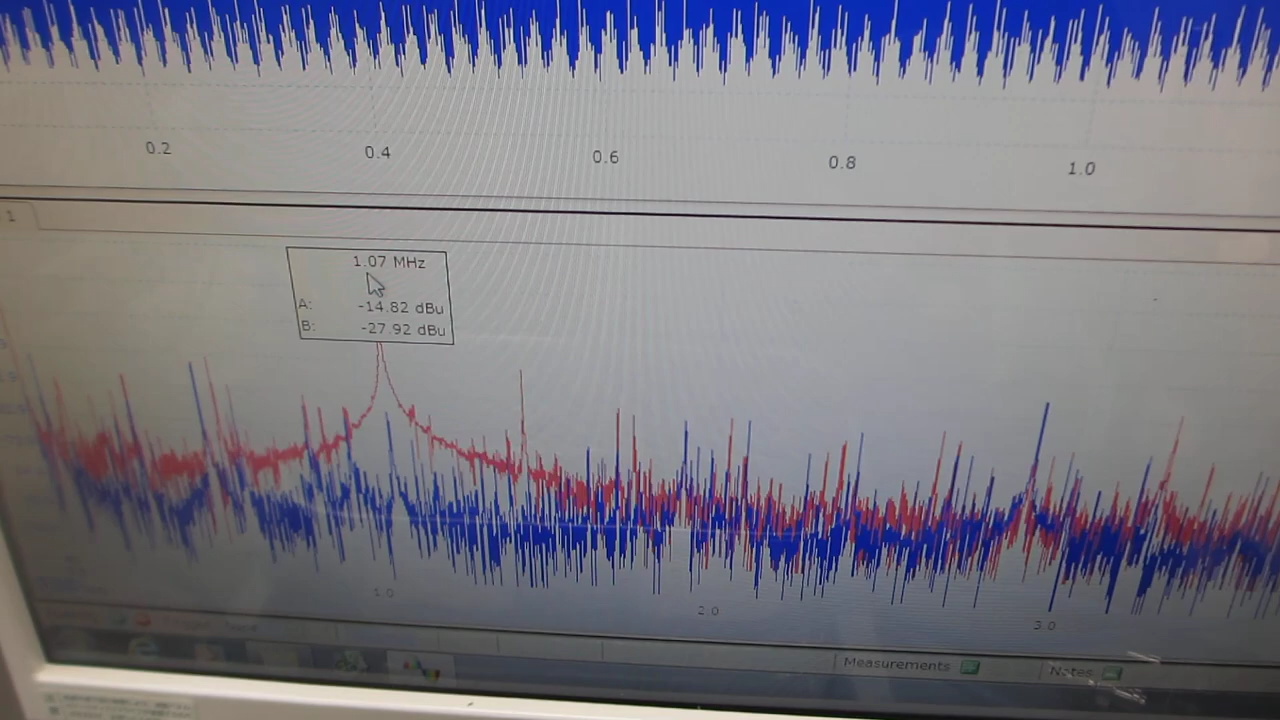 0.2 0.4 0.6 0.8 1.0
1
1.07 MHz
A: -14.82 dBu
B: -27.92 dBu
1.0 2.0 3.0
Measurements Notes